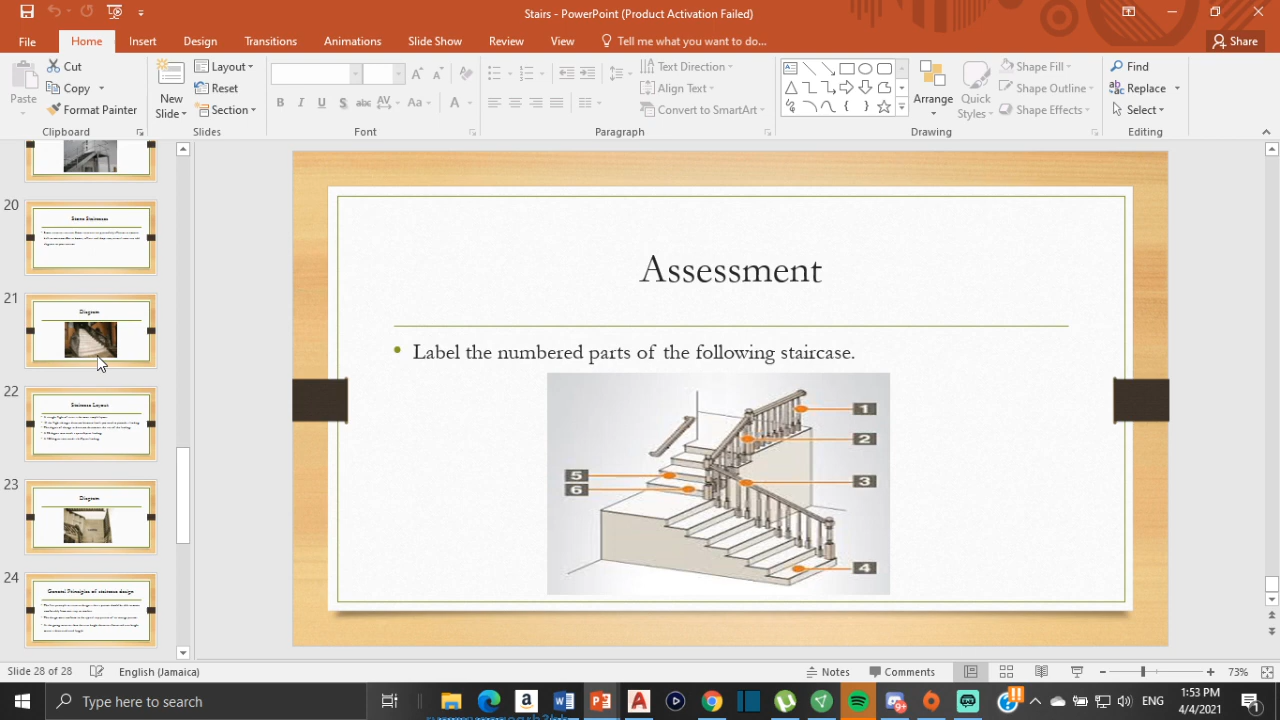 Stairs - PowerPoint (Product Activation Failed)
File Home Insert Design Transitions Animations Slide Show Review View Tell me what you want to do... Share
Paste Cut Copy Format Painter
New Slide Layout Reset Section
Text Direction Align Text Convert to SmartArt
Arrange Quick Styles Shape Fill Shape Outline Shape Effects
Find Replace Select
Clipboard Slides Font Paragraph Drawing Editing
20
21
Diagram
22
Staircase Layout
23
Diagram
24
General Principles of staircase design
Assessment
• Label the numbered parts of the following staircase.
1
2
3
5
6
4
Slide 28 of 28 English (Jamaica) Notes Comments 73%
Type here to search
ENG
1:53 PM
4/4/2021